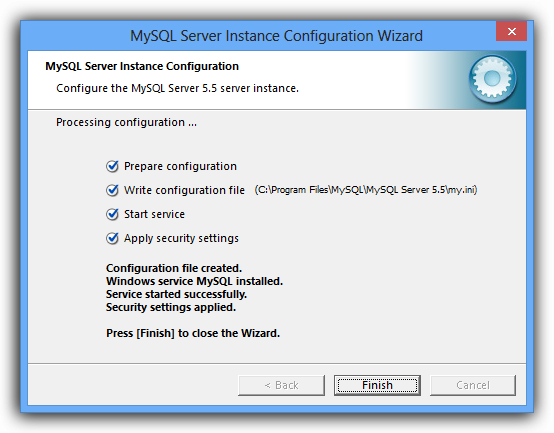 MySQL Server Instance Configuration Wizard
MySQL Server Instance Configuration
Configure the MySQL Server 5.5 server instance.
Processing configuration ...
Prepare configuration
Write configuration file (C:\Program Files\MySQL\MySQL Server 5.5\my.ini)
Start service
Apply security settings
Configuration file created.
Windows service MySQL installed.
Service started successfully.
Security settings applied.
Press [Finish] to close the Wizard.
< Back Finish Cancel